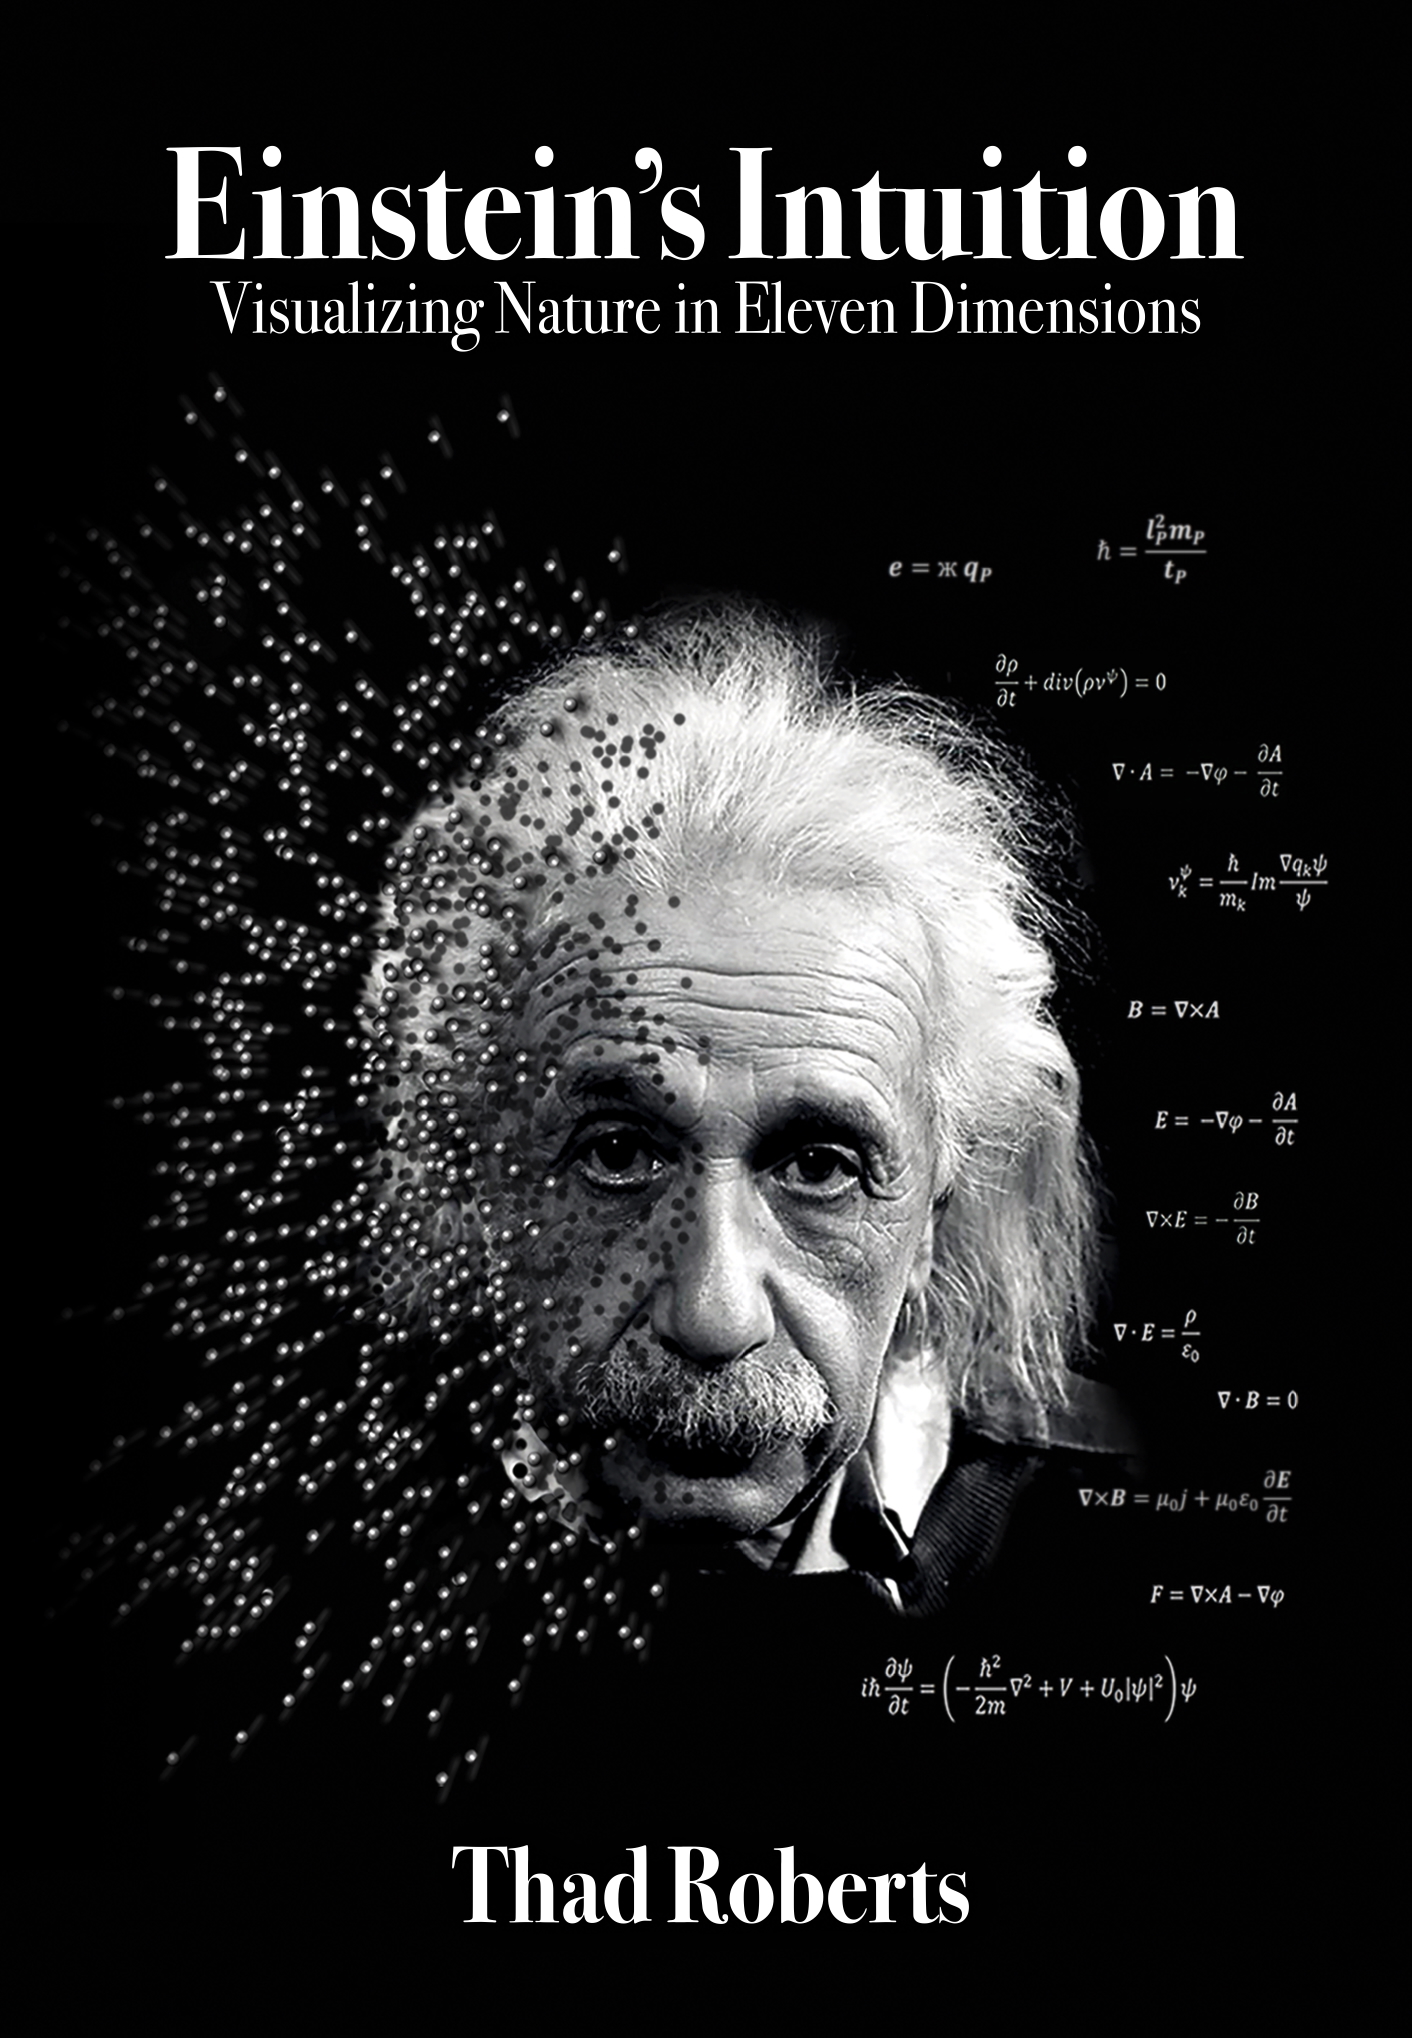 Einstein's Intuition
Visualizing Nature in Eleven Dimensions
e = ж q_P
ħ = l_P^2 m_P / t_P
∂ρ/∂t + div(ρv^ψ) = 0
∇ · A = −∇φ − ∂A/∂t
v_k^ψ = ħ/m_k Im ∇q_kψ/ψ
B = ∇×A
E = −∇φ − ∂A/∂t
∇×E = − ∂B/∂t
∇ · E = ρ/ε_0
∇ · B = 0
∇×B = μ_0 j + μ_0 ε_0 ∂E/∂t
F = ∇×A − ∇φ
iħ ∂ψ/∂t = (− ħ^2/2m ∇^2 + V + U_0|ψ|^2) ψ
Thad Roberts